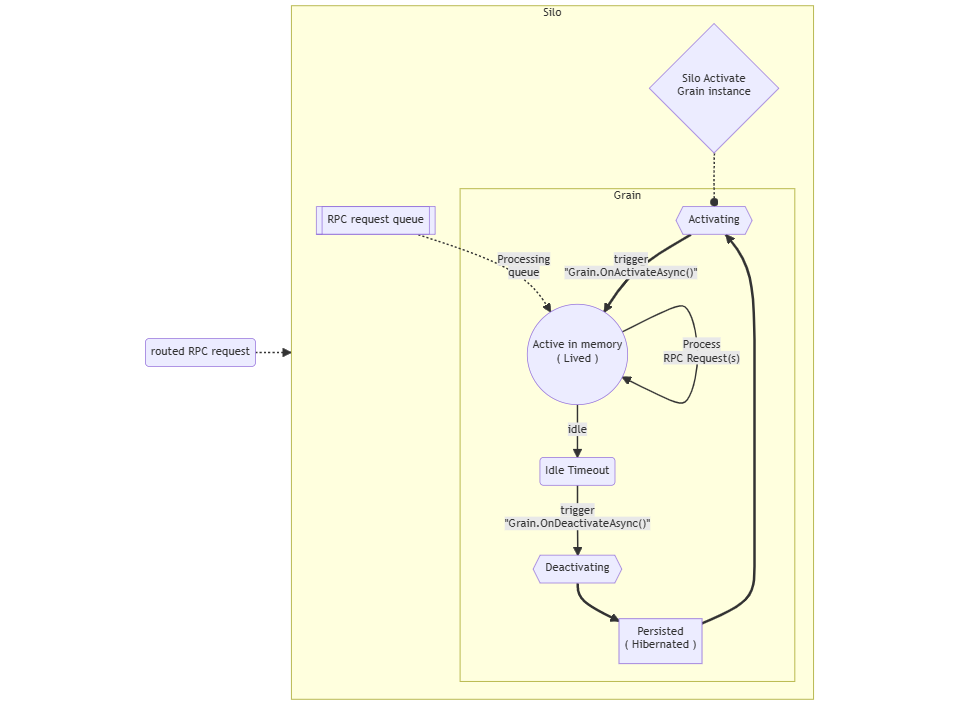 Silo
Silo Activate
Grain instance
Grain
RPC request queue
Activating
Processing
queue
trigger
"Grain.OnActivateAsync()"
Active in memory
( Lived )
Process
RPC Request(s)
routed RPC request
idle
Idle Timeout
trigger
"Grain.OnDeactivateAsync()"
Deactivating
Persisted
( Hibernated )